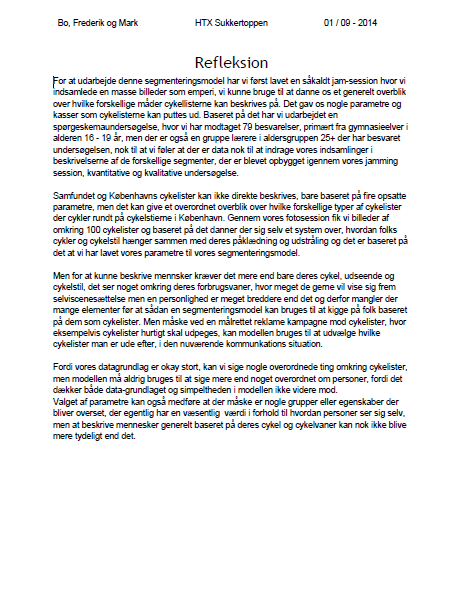 Bo, Frederik og Mark HTX Sukkertoppen 01 / 09 - 2014
Refleksion
For at udarbejde denne segmenteringsmodel har vi først lavet en såkaldt jam-session hvor vi
indsamlede en masse billeder som emperi, vi kunne bruge til at danne os et generelt overblik
over hvilke forskellige måder cykellisterne kan beskrives på. Det gav os nogle parametre og
kasser som cykelisterne kan puttes ud. Baseret på det har vi udarbejdet en
spørgeskemaundersøgelse, hvor vi har modtaget 79 besvarelser, primært fra gymnasieelver i
alderen 16 - 19 år, men der er også en gruppe lærere i aldersgruppen 25+ der har besvaret
undersøgelsen, nok til at vi føler at der er data nok til at indrage vores indsamlinger i
beskrivelserne af de forskellige segmenter, der er blevet opbygget igennem vores jamming
session, kvantitative og kvalitative undersøgelse.
Samfundet og Københavns cykelister kan ikke direkte beskrives, bare baseret på fire opsatte
parametre, men det kan give et overordnet overblik over hvilke forskellige typer af cykelister
der cykler rundt på cykelstierne i København. Gennem vores fotosession fik vi billeder af
omkring 100 cykelister og baseret på det danner der sig selv et system over, hvordan folks
cykler og cykelstil hænger sammen med deres påklædning og udstråling og det er baseret på
det at vi har lavet vores parametre til vores segmenteringsmodel.
Men for at kunne beskrive mennsker kræver det mere end bare deres cykel, udseende og
cykelstil, det ser noget omkring deres forbrugsvaner, hvor meget de gerne vil vise sig frem
selviscenesættelse men en personlighed er meget breddere end det og derfor mangler der
mange elementer før at sådan en segmenteringsmodel kan bruges til at kigge på folk baseret
på dem som cykelister. Men måske ved en målrettet reklame kampagne mod cykelister, hvor
eksempelvis cykelister hurtigt skal udpeges, kan modellen bruges til at udvælge hvilke
cykelister man er ude efter, i den nuværende kommunkations situation.
Fordi vores datagrundlag er okay stort, kan vi sige nogle overordnede ting omkring cykelister,
men modellen må aldrig bruges til at sige mere end noget overordnet om personer, fordi det
dækker både data-grundlaget og simpeltheden i modellen ikke videre mod.
Valget af parametre kan også medføre at der måske er nogle grupper eller egenskaber der
bliver overset, der egentlig har en væsentlig værdi i forhold til hvordan personer ser sig selv,
men at beskrive mennesker generelt baseret på deres cykel og cykelvaner kan nok ikke blive
mere tydeligt end det.